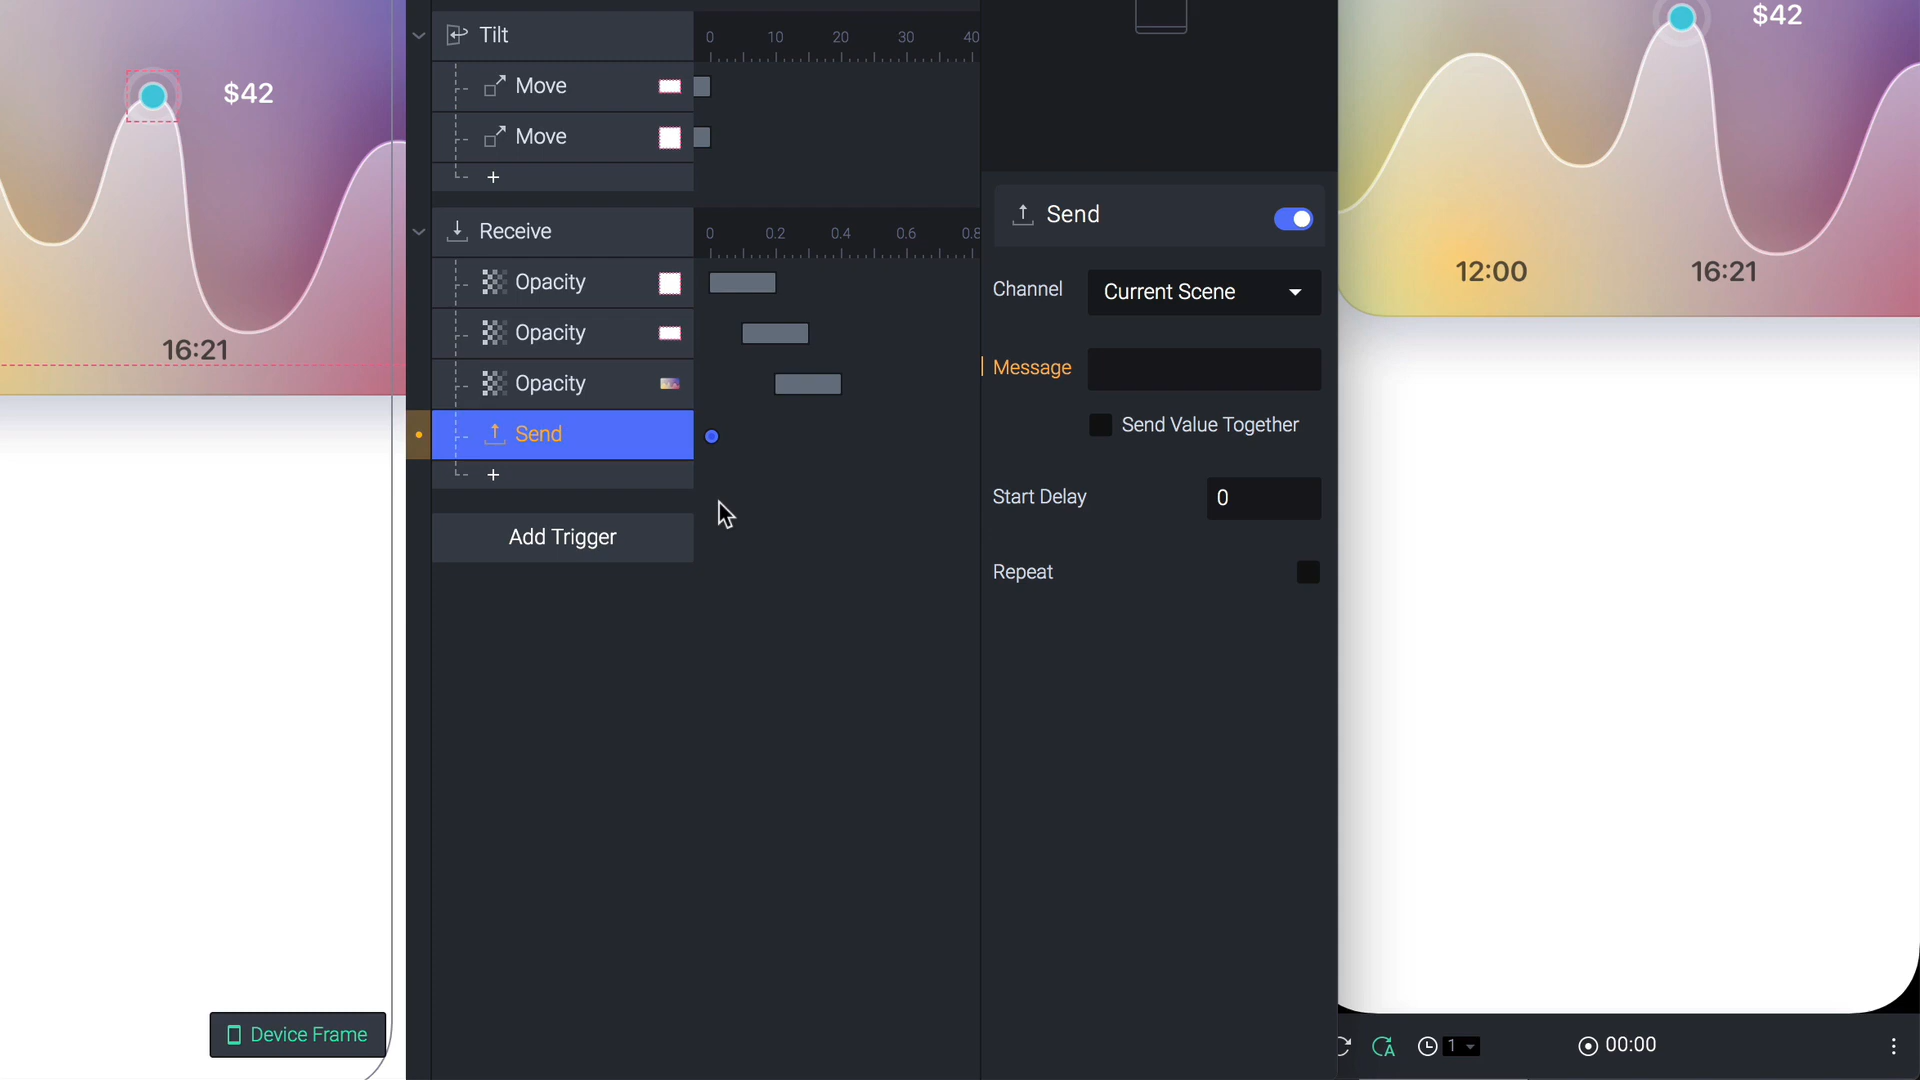 $42
16:21
Device Frame
Tilt
0 10 20 30 40
Move
Move
+
Receive
0 0.2 0.4 0.6 0.8
Opacity
Opacity
Opacity
Send
+
Add Trigger
Send
Channel
Current Scene
Message
Send Value Together
Start Delay
0
Repeat
$42
12:00
16:21
A
1
00:00